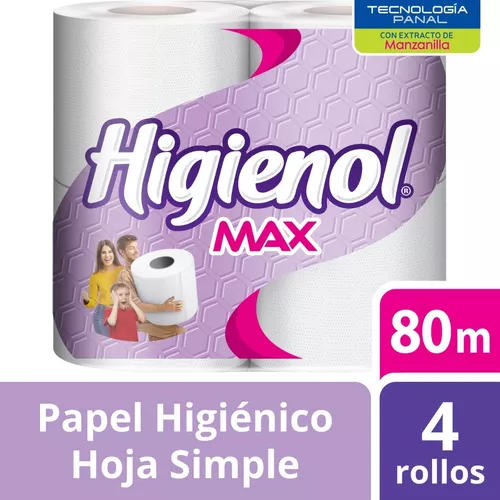 TECNOLOGÍA
PANAL
CON EXTRACTO DE
Manzanilla
Higienol®
MAX
80m
Papel Higiénico
Hoja Simple
4
rollos